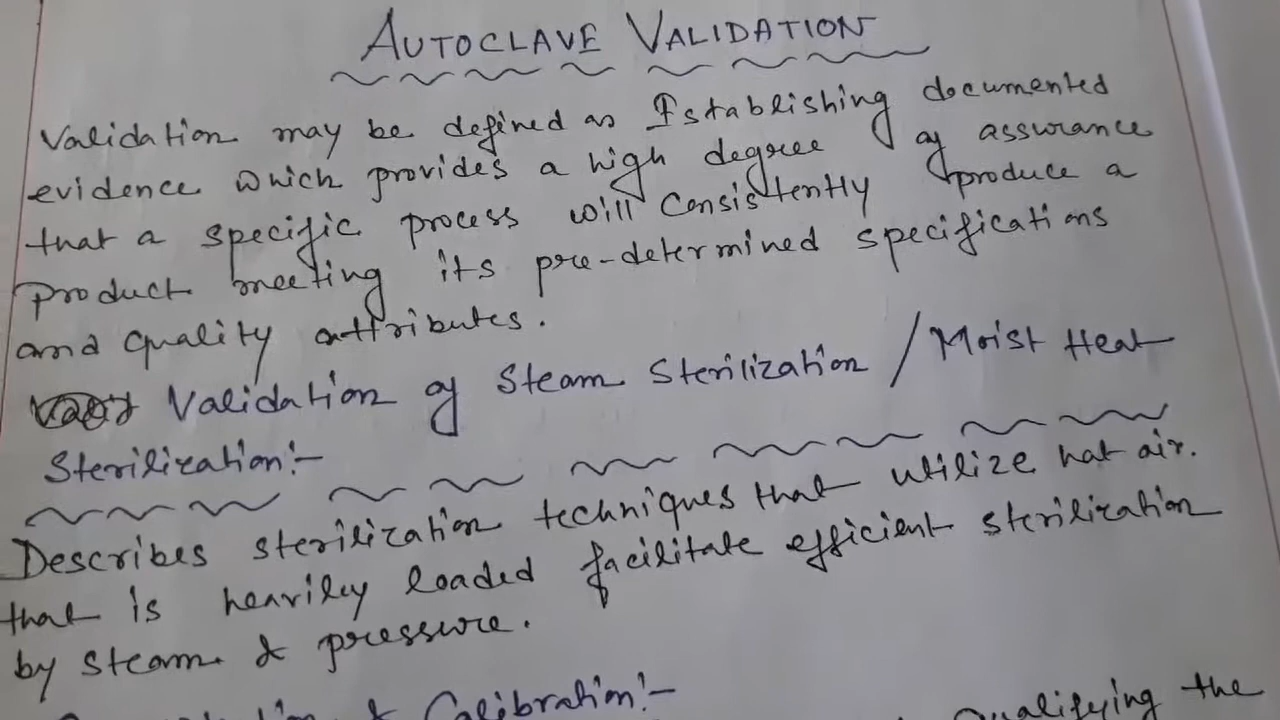 AUTOCLAVE VALIDATION
Validation may be defined as Establishing documented
evidence which provides a high degree of assurance
that a specific process will consistently produce a
product meeting its pre-determined specifications
and quality attributes.
Validation of Steam Sterilization / Moist Heat
Sterilization:-
Describes sterilization techniques that utilize hot air.
that is heavily loaded facilitate efficient sterilization
by steam & pressure.
& Calibration:-
Qualifying the